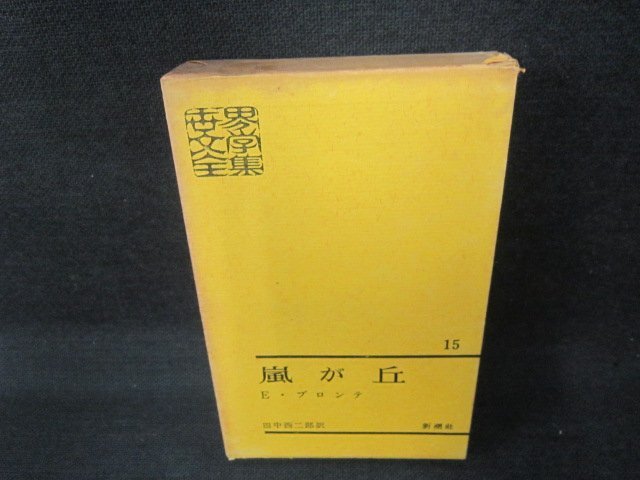 世界文学全集
15
嵐が丘
E・ブロンテ
田中西二郎訳
新潮社